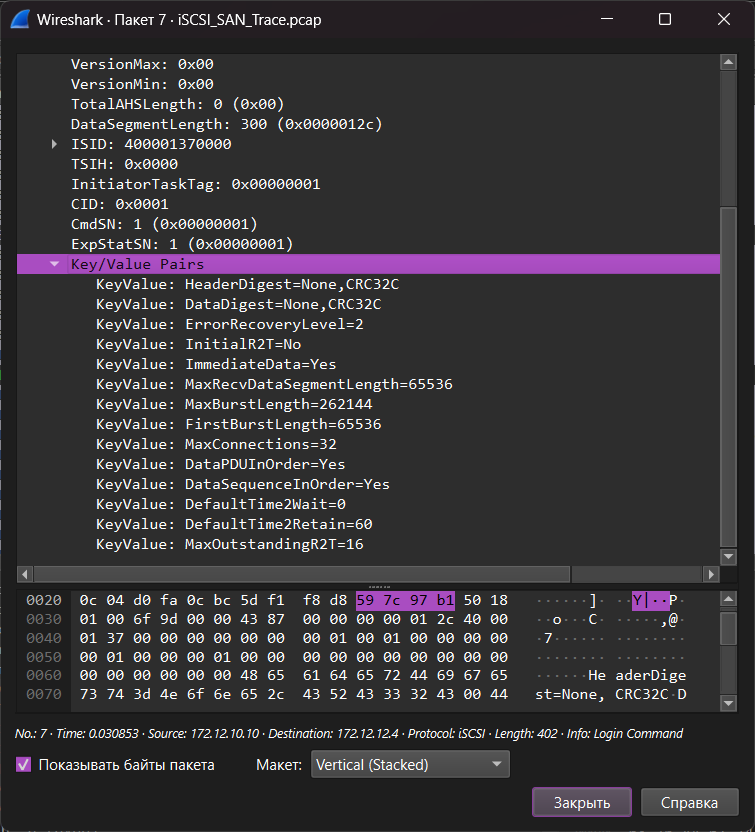 Wireshark · Пакет 7 · iSCSI_SAN_Trace.pcap
VersionMax: 0x00
VersionMin: 0x00
TotalAHSLength: 0 (0x00)
DataSegmentLength: 300 (0x0000012c)
ISID: 400001370000
TSIH: 0x0000
InitiatorTaskTag: 0x00000001
CID: 0x0001
CmdSN: 1 (0x00000001)
ExpStatSN: 1 (0x00000001)
Key/Value Pairs
KeyValue: HeaderDigest=None,CRC32C
KeyValue: DataDigest=None,CRC32C
KeyValue: ErrorRecoveryLevel=2
KeyValue: InitialR2T=No
KeyValue: ImmediateData=Yes
KeyValue: MaxRecvDataSegmentLength=65536
KeyValue: MaxBurstLength=262144
KeyValue: FirstBurstLength=65536
KeyValue: MaxConnections=32
KeyValue: DataPDUInOrder=Yes
KeyValue: DataSequenceInOrder=Yes
KeyValue: DefaultTime2Wait=0
KeyValue: DefaultTime2Retain=60
KeyValue: MaxOutstandingR2T=16
0020 0c 04 d0 fa 0c bc 5d f1 f8 d8 59 7c 97 b1 50 18 ······]· ··Y|··P·
0030 01 00 6f 9d 00 00 43 87 00 00 00 00 01 2c 40 00 ··o···C· ·····,@·
0040 01 37 00 00 00 00 00 00 00 01 00 01 00 00 00 00 ·7······ ········
0050 00 01 00 00 00 01 00 00 00 00 00 00 00 00 00 00 ········ ········
0060 00 00 00 00 00 00 48 65 61 64 65 72 44 69 67 65 ······He aderDige
0070 73 74 3d 4e 6f 6e 65 2c 43 52 43 33 32 43 00 44 st=None, CRC32C·D
No.: 7 · Time: 0.030853 · Source: 172.12.10.10 · Destination: 172.12.12.4 · Protocol: iSCSI · Length: 402 · Info: Login Command
Показывать байты пакета Макет: Vertical (Stacked)
Закрыть Справка